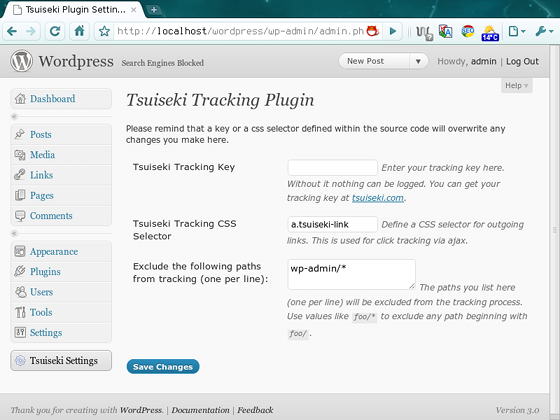 Tsuiseki Plugin Settin...
http://localhost/wordpress/wp-admin/admin.ph
14°C
Wordpress Search Engines Blocked
New Post
Howdy, admin | Log Out
Help
Dashboard
Posts
Media
Links
Pages
Comments
Appearance
Plugins
Users
Tools
Settings
Tsuiseki Settings
Tsuiseki Tracking Plugin
Please remind that a key or a css selector defined within the source code will overwrite any
changes you make here.
Tsuiseki Tracking Key
Enter your tracking key here.
Without it nothing can be logged. You can get your
tracking key at tsuiseki.com.
Tsuiseki Tracking CSS
Selector
a.tsuiseki-link
Define a CSS selector for outgoing
links. This is used for click tracking via ajax.
Exclude the following paths
from tracking (one per line):
wp-admin/*
The paths you list here
(one per line) will be excluded from the tracking process.
Use values like foo/* to exclude any path beginning with
foo/ .
Save Changes
Thank you for creating with WordPress. | Documentation | Feedback
Version 3.0